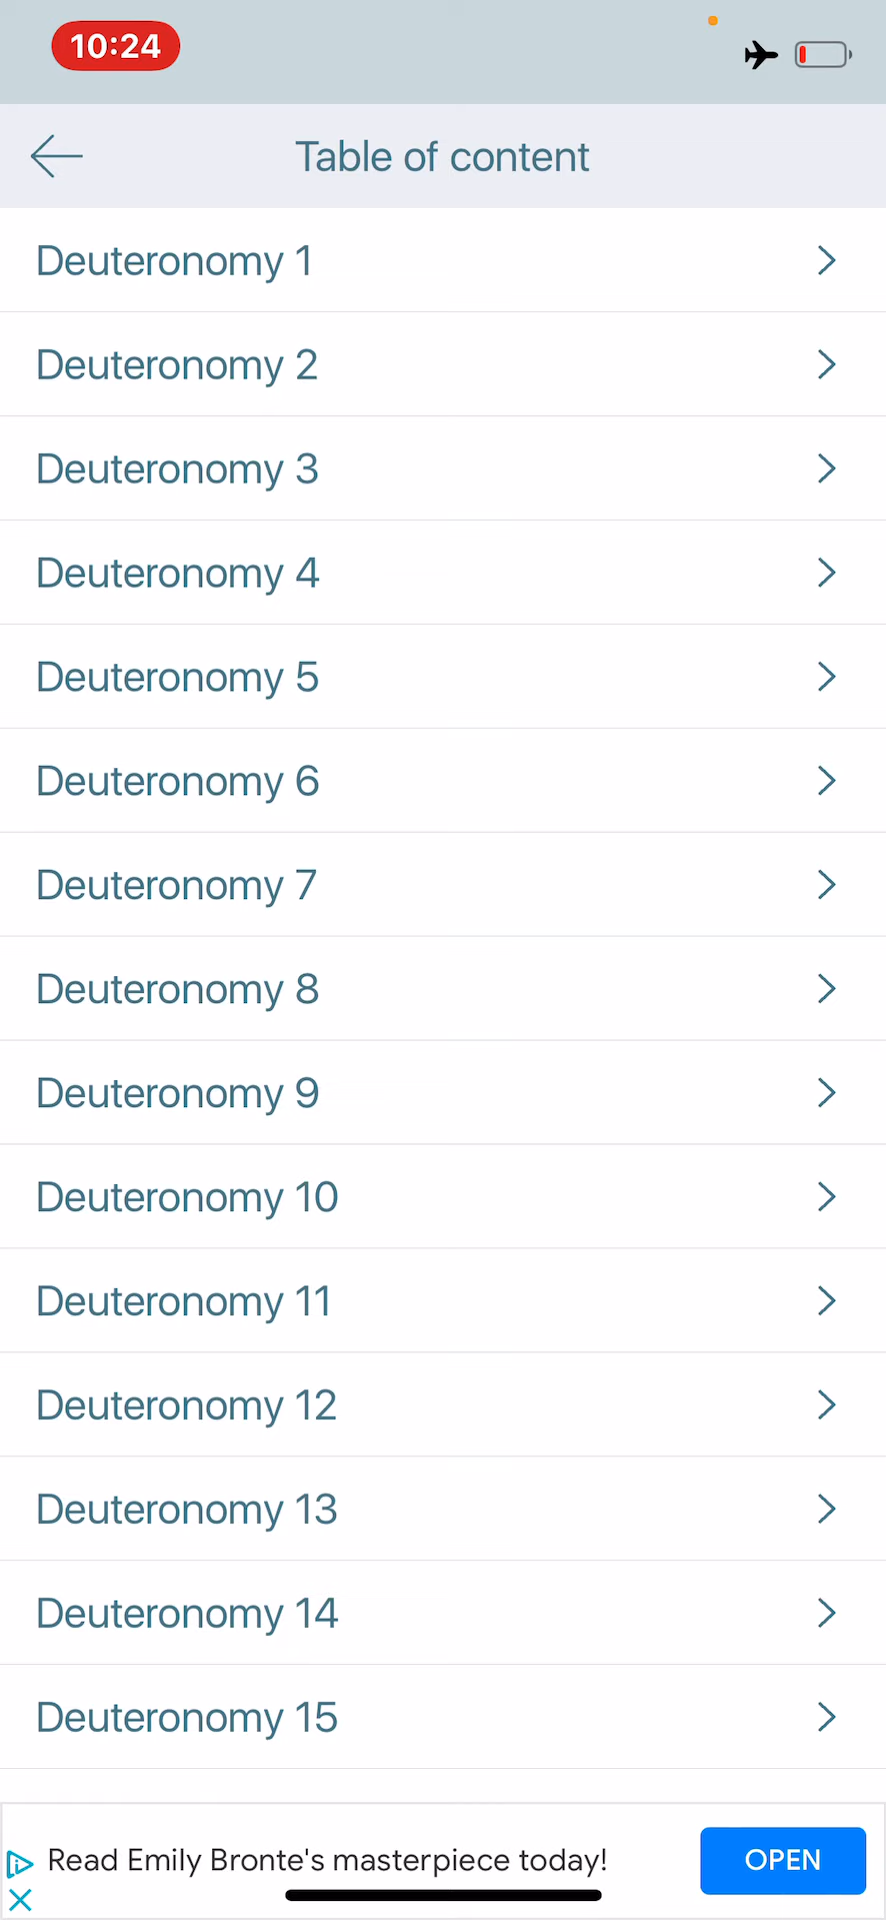 10:24
Table of content
Deuteronomy 1
Deuteronomy 2
Deuteronomy 3
Deuteronomy 4
Deuteronomy 5
Deuteronomy 6
Deuteronomy 7
Deuteronomy 8
Deuteronomy 9
Deuteronomy 10
Deuteronomy 11
Deuteronomy 12
Deuteronomy 13
Deuteronomy 14
Deuteronomy 15
Read Emily Bronte's masterpiece today!
OPEN